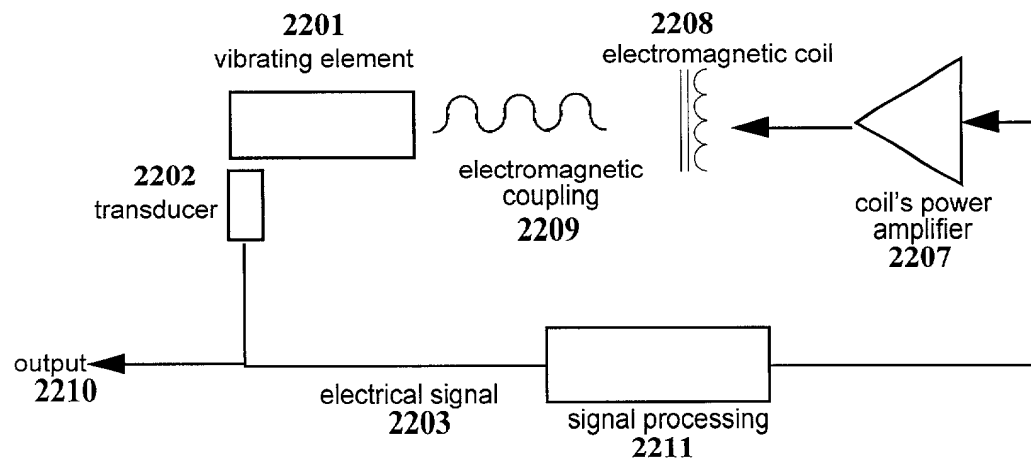 2201
vibrating element
2208
electromagnetic coil
2202
transducer
electromagnetic
coupling
2209
coil's power
amplifier
2207
output
2210
electrical signal
2203
signal processing
2211